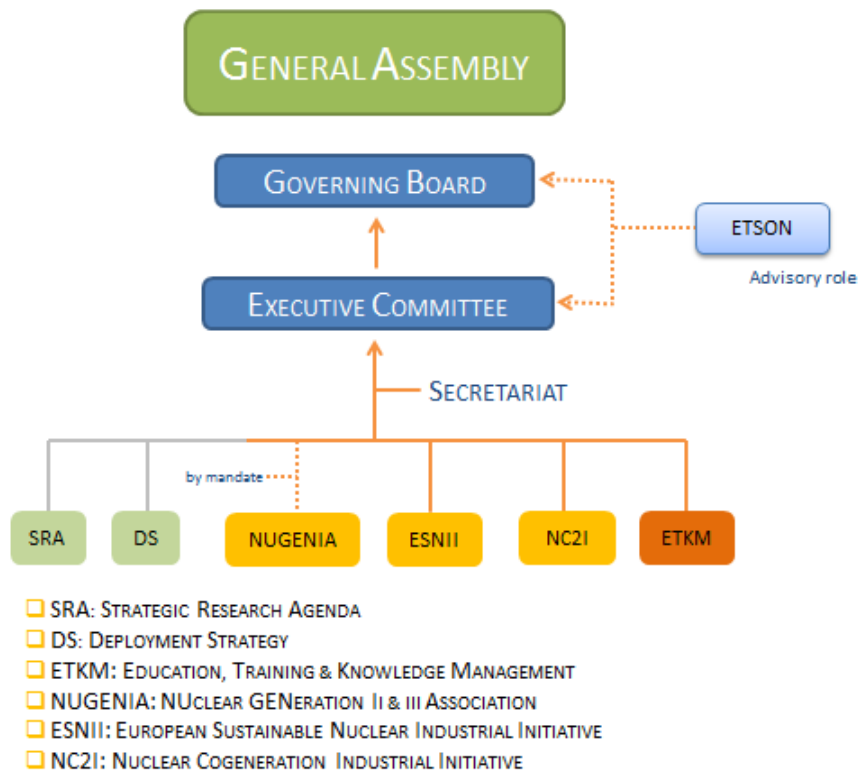 GENERAL ASSEMBLY
GOVERNING BOARD
ETSON
Advisory role
EXECUTIVE COMMITTEE
SECRETARIAT
by mandate
SRA
DS
NUGENIA
ESNII
NC2I
ETKM
SRA: STRATEGIC RESEARCH AGENDA
DS: DEPLOYMENT STRATEGY
ETKM: EDUCATION, TRAINING & KNOWLEDGE MANAGEMENT
NUGENIA: NUCLEAR GENERATION II & III ASSOCIATION
ESNII: EUROPEAN SUSTAINABLE NUCLEAR INDUSTRIAL INITIATIVE
NC2I: NUCLEAR COGENERATION INDUSTRIAL INITIATIVE